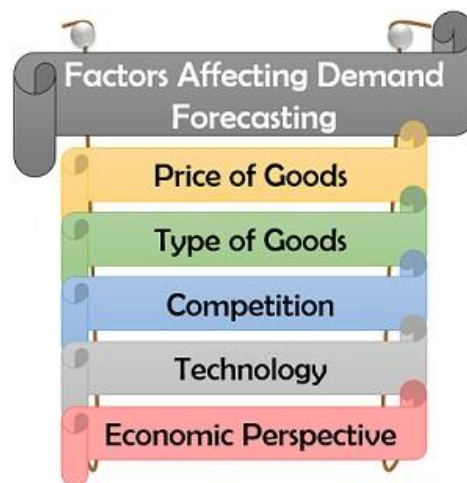 Factors Affecting Demand
Forecasting
Price of Goods
Type of Goods
Competition
Technology
Economic Perspective